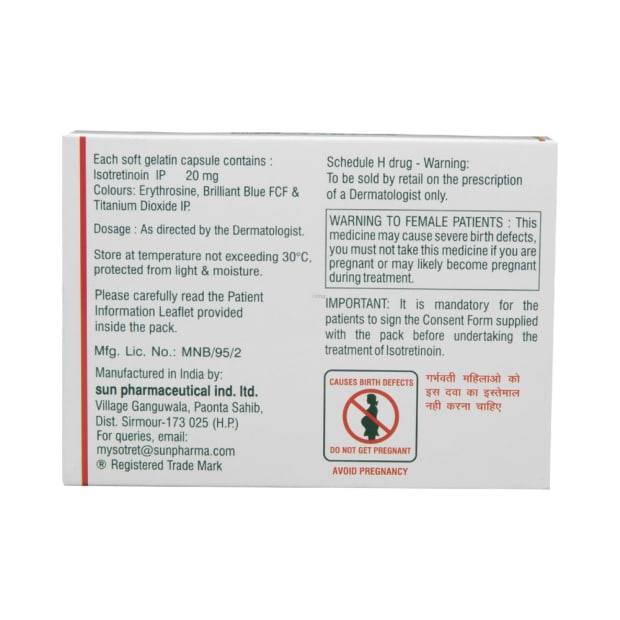 Each soft gelatin capsule contains :
Isotretinoin IP 20 mg
Colours: Erythrosine, Brilliant Blue FCF &
Titanium Dioxide IP.
Dosage : As directed by the Dermatologist.
Store at temperature not exceeding 30°C,
protected from light & moisture.
Please carefully read the Patient
Information Leaflet provided
inside the pack.
Mfg. Lic. No.: MNB/95/2
Manufactured in India by:
sun pharmaceutical ind. ltd.
Village Ganguwala, Paonta Sahib,
Dist. Sirmour-173 025 (H.P.)
For queries, email:
mysotret@sunpharma.com
® Registered Trade Mark
Schedule H drug - Warning:
To be sold by retail on the prescription
of a Dermatologist only.
WARNING TO FEMALE PATIENTS : This
medicine may cause severe birth defects,
you must not take this medicine if you are
pregnant or may likely become pregnant
during treatment.
IMPORTANT: It is mandatory for the
patients to sign the Consent Form supplied
with the pack before undertaking the
treatment of Isotretinoin.
CAUSES BIRTH DEFECTS
DO NOT GET PREGNANT
AVOID PREGNANCY
गर्भवती महिलाओ को
इस दवा का इस्तेमाल
नही करना चाहिए